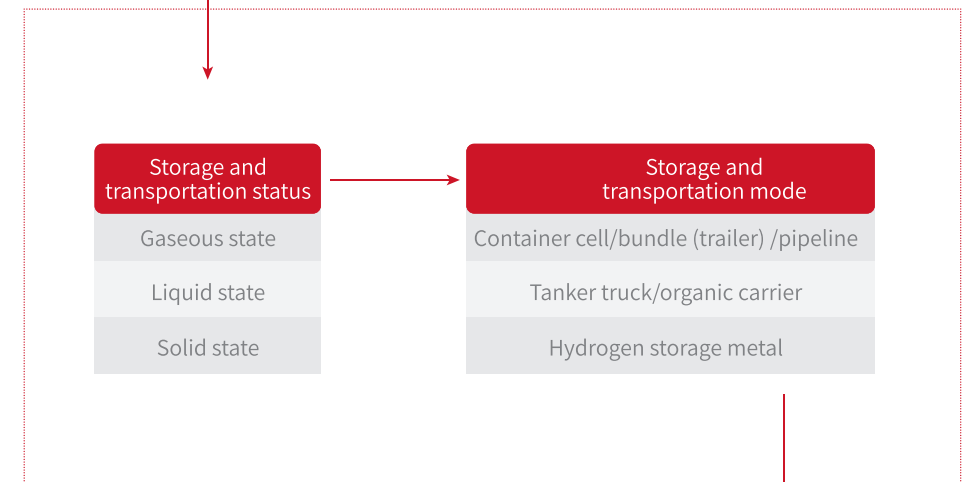 Storage and
transportation status
Gaseous state
Liquid state
Solid state
Storage and
transportation mode
Container cell/bundle (trailer) /pipeline
Tanker truck/organic carrier
Hydrogen storage metal